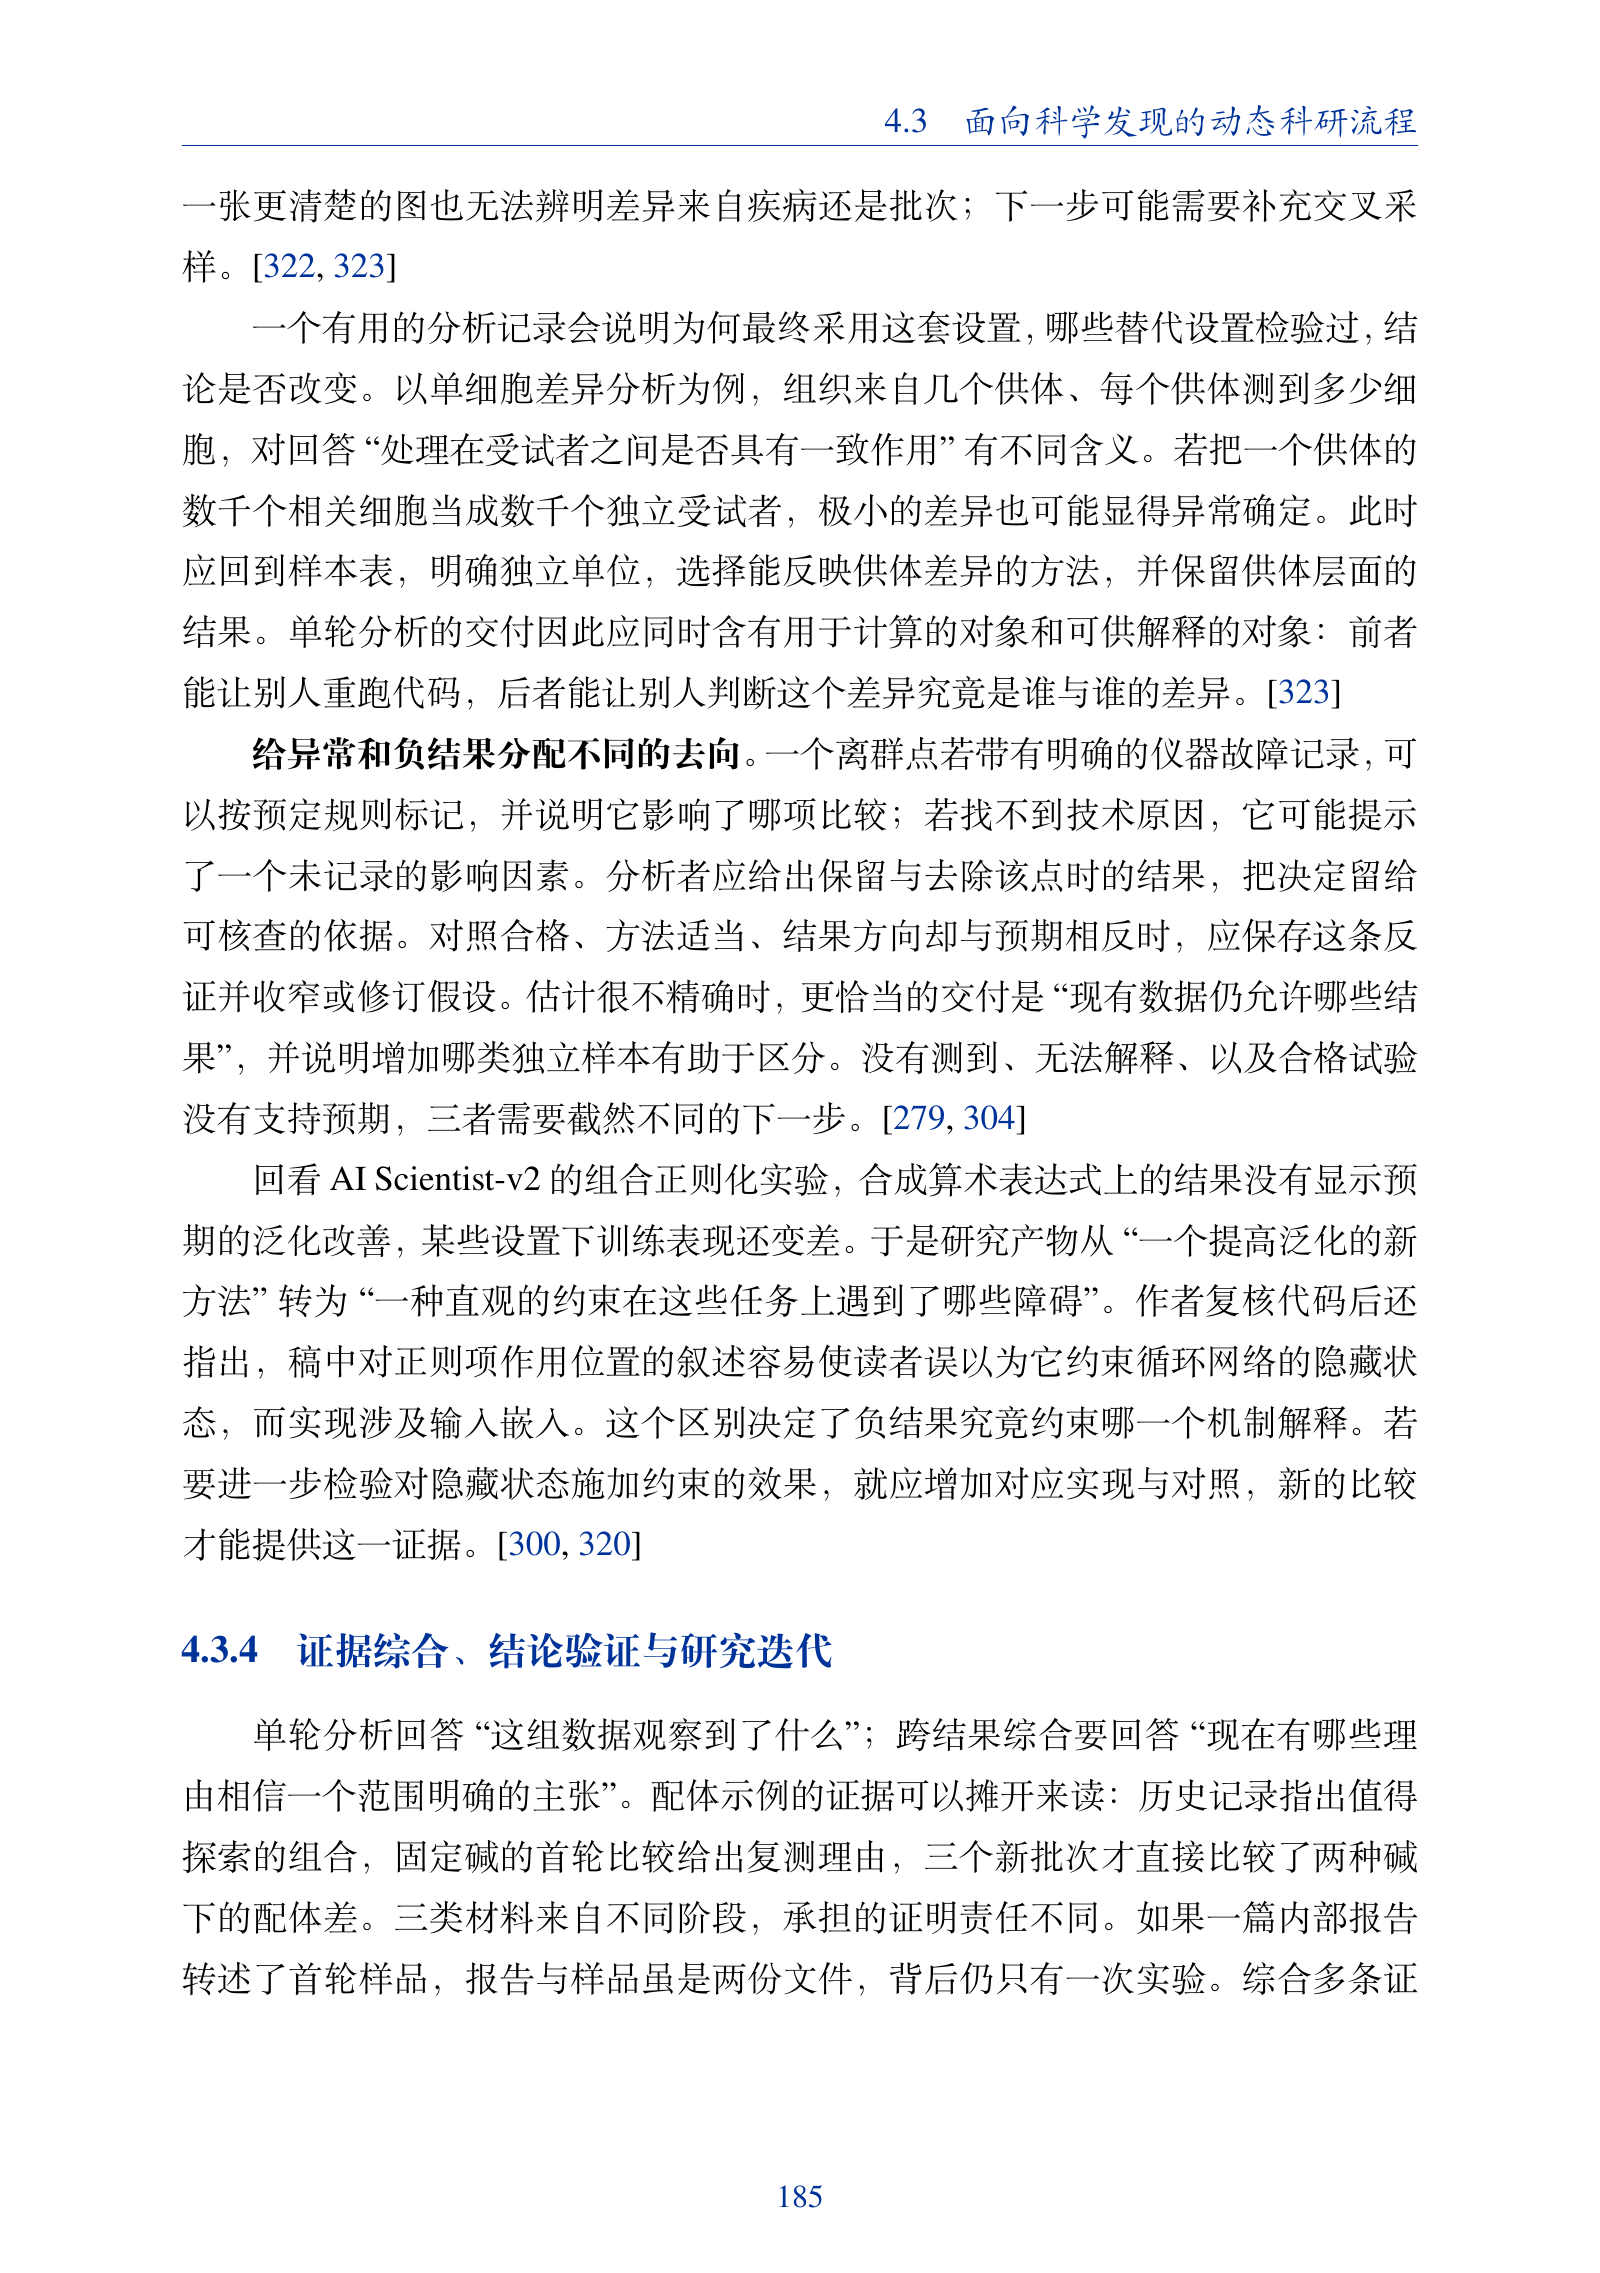 4.3 面向科学发现的动态科研流程
一张更清楚的图也无法辨明差异来自疾病还是批次；下一步可能需要补充交叉采
样。[322, 323]
一个有用的分析记录会说明为何最终采用这套设置，哪些替代设置检验过，结
论是否改变。以单细胞差异分析为例，组织来自几个供体、每个供体测到多少细
胞，对回答“处理在受试者之间是否具有一致作用”有不同含义。若把一个供体的
数千个相关细胞当成数千个独立受试者，极小的差异也可能显得异常确定。此时
应回到样本表，明确独立单位，选择能反映供体差异的方法，并保留供体层面的
结果。单轮分析的交付因此应同时含有用于计算的对象和可供解释的对象：前者
能让别人重跑代码，后者能让别人判断这个差异究竟是谁与谁的差异。[323]
给异常和负结果分配不同的去向。一个离群点若带有明确的仪器故障记录，可
以按预定规则标记，并说明它影响了哪项比较；若找不到技术原因，它可能提示
了一个未记录的影响因素。分析者应给出保留与去除该点时的结果，把决定留给
可核查的依据。对照合格、方法适当、结果方向却与预期相反时，应保存这条反
证并收窄或修订假设。估计很不精确时，更恰当的交付是“现有数据仍允许哪些结
果”，并说明增加哪类独立样本有助于区分。没有测到、无法解释、以及合格试验
没有支持预期，三者需要截然不同的下一步。[279, 304]
回看 AI Scientist-v2 的组合正则化实验，合成算术表达式上的结果没有显示预
期的泛化改善，某些设置下训练表现还变差。于是研究产物从“一个提高泛化的新
方法”转为“一种直观的约束在这些任务上遇到了哪些障碍”。作者复核代码后还
指出，稿中对正则项作用位置的叙述容易使读者误以为它约束循环网络的隐藏状
态，而实现涉及输入嵌入。这个区别决定了负结果究竟约束哪一个机制解释。若
要进一步检验对隐藏状态施加约束的效果，就应增加对应实现与对照，新的比较
才能提供这一证据。[300, 320]
4.3.4 证据综合、结论验证与研究迭代
单轮分析回答“这组数据观察到了什么”；跨结果综合要回答“现在有哪些理
由相信一个范围明确的主张”。配体示例的证据可以摊开来读：历史记录指出值得
探索的组合，固定碱的首轮比较给出复测理由，三个新批次才直接比较了两种碱
下的配体差。三类材料来自不同阶段，承担的证明责任不同。如果一篇内部报告
转述了首轮样品，报告与样品虽是两份文件，背后仍只有一次实验。综合多条证
185